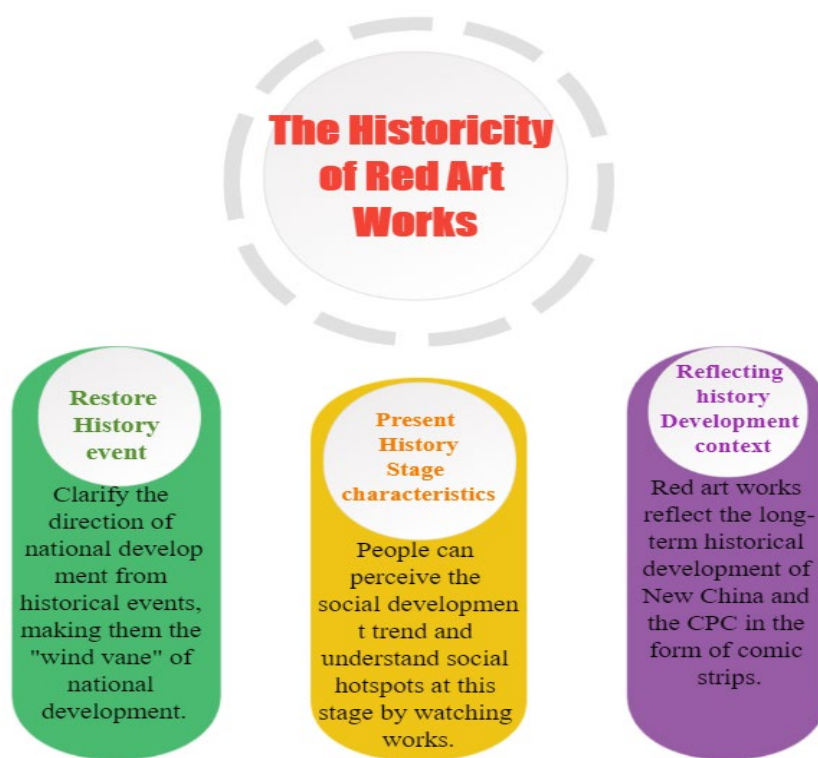 The Historicity
of Red Art
Works
Restore
History
event
Clarify the
direction of
national develop
ment from
historical events,
making them the
"wind vane" of
national
development.
Present
History
Stage
characteristics
People can
perceive the
social developmen
t trend and
understand social
hotspots at this
stage by watching
works.
Reflecting
history
Development
context
Red art works
reflect the long-
term historical
development of
New China and
the CPC in the
form of comic
strips.